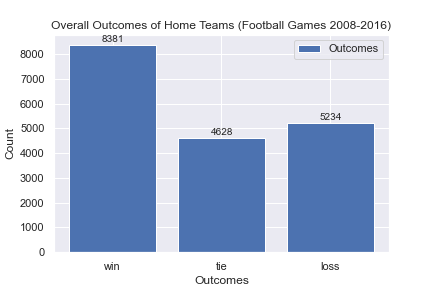 Overall Outcomes of Home Teams (Football Games 2008-2016)
Outcomes
8381
4628
5234
8000
7000
6000
5000
4000
3000
2000
1000
0
Count
win tie loss
Outcomes